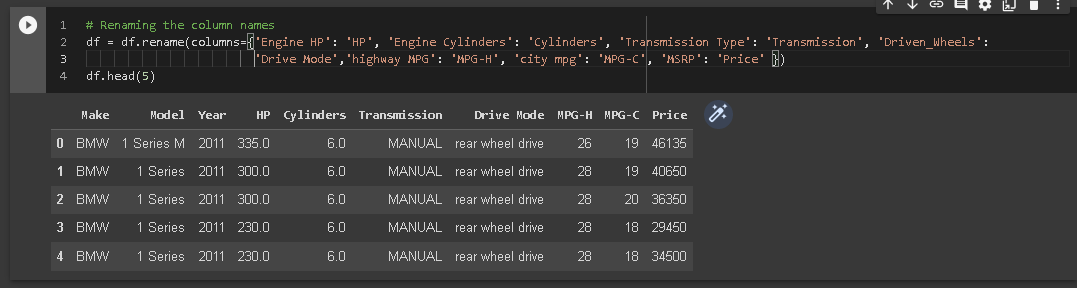 1 # Renaming the column names
2 df = df.rename(columns={"Engine HP": "HP", "Engine Cylinders": "Cylinders", "Transmission Type": "Transmission", "Driven_Wheels":
3 "Drive Mode","highway MPG": "MPG-H", "city mpg": "MPG-C", "MSRP": "Price" })
4 df.head(5)
Make Model Year HP Cylinders Transmission Drive Mode MPG-H MPG-C Price
0 BMW 1 Series M 2011 335.0 6.0 MANUAL rear wheel drive 26 19 46135
1 BMW 1 Series 2011 300.0 6.0 MANUAL rear wheel drive 28 19 40650
2 BMW 1 Series 2011 300.0 6.0 MANUAL rear wheel drive 28 20 36350
3 BMW 1 Series 2011 230.0 6.0 MANUAL rear wheel drive 28 18 29450
4 BMW 1 Series 2011 230.0 6.0 MANUAL rear wheel drive 28 18 34500